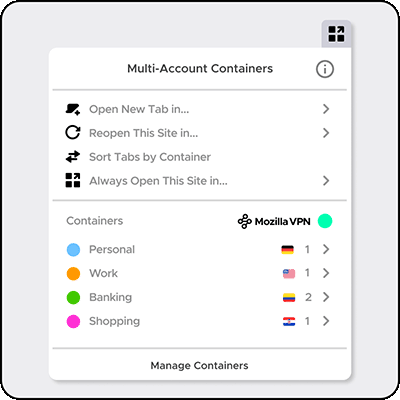 Multi-Account Containers
Open New Tab in...
Reopen This Site in...
Sort Tabs by Container
Always Open This Site in...
Containers Mozilla VPN
Personal 1
Work 1
Banking 2
Shopping 1
Manage Containers